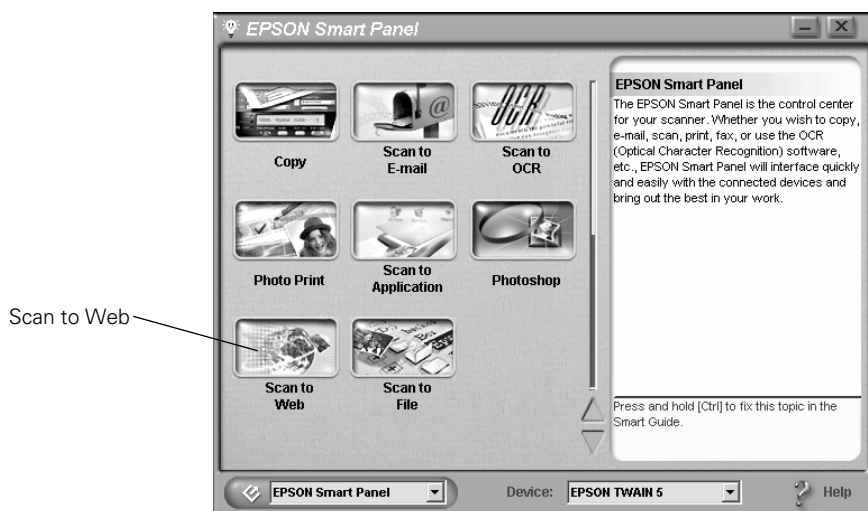 EPSON Smart Panel
Copy
Scan to
E-mail
OCR
Scan to
OCR
Photo Print
Scan to
Application
Photoshop
Scan to Web
Scan to
Web
Scan to
File
EPSON Smart Panel
The EPSON Smart Panel is the control center
for your scanner. Whether you wish to copy,
e-mail, scan, print, fax, or use the OCR
(Optical Character Recognition) software,
etc., EPSON Smart Panel will interface quickly
and easily with the connected devices and
bring out the best in your work.
Press and hold [Ctrl] to fix this topic in the
Smart Guide.
EPSON Smart Panel
Device:
EPSON TWAIN 5
Help